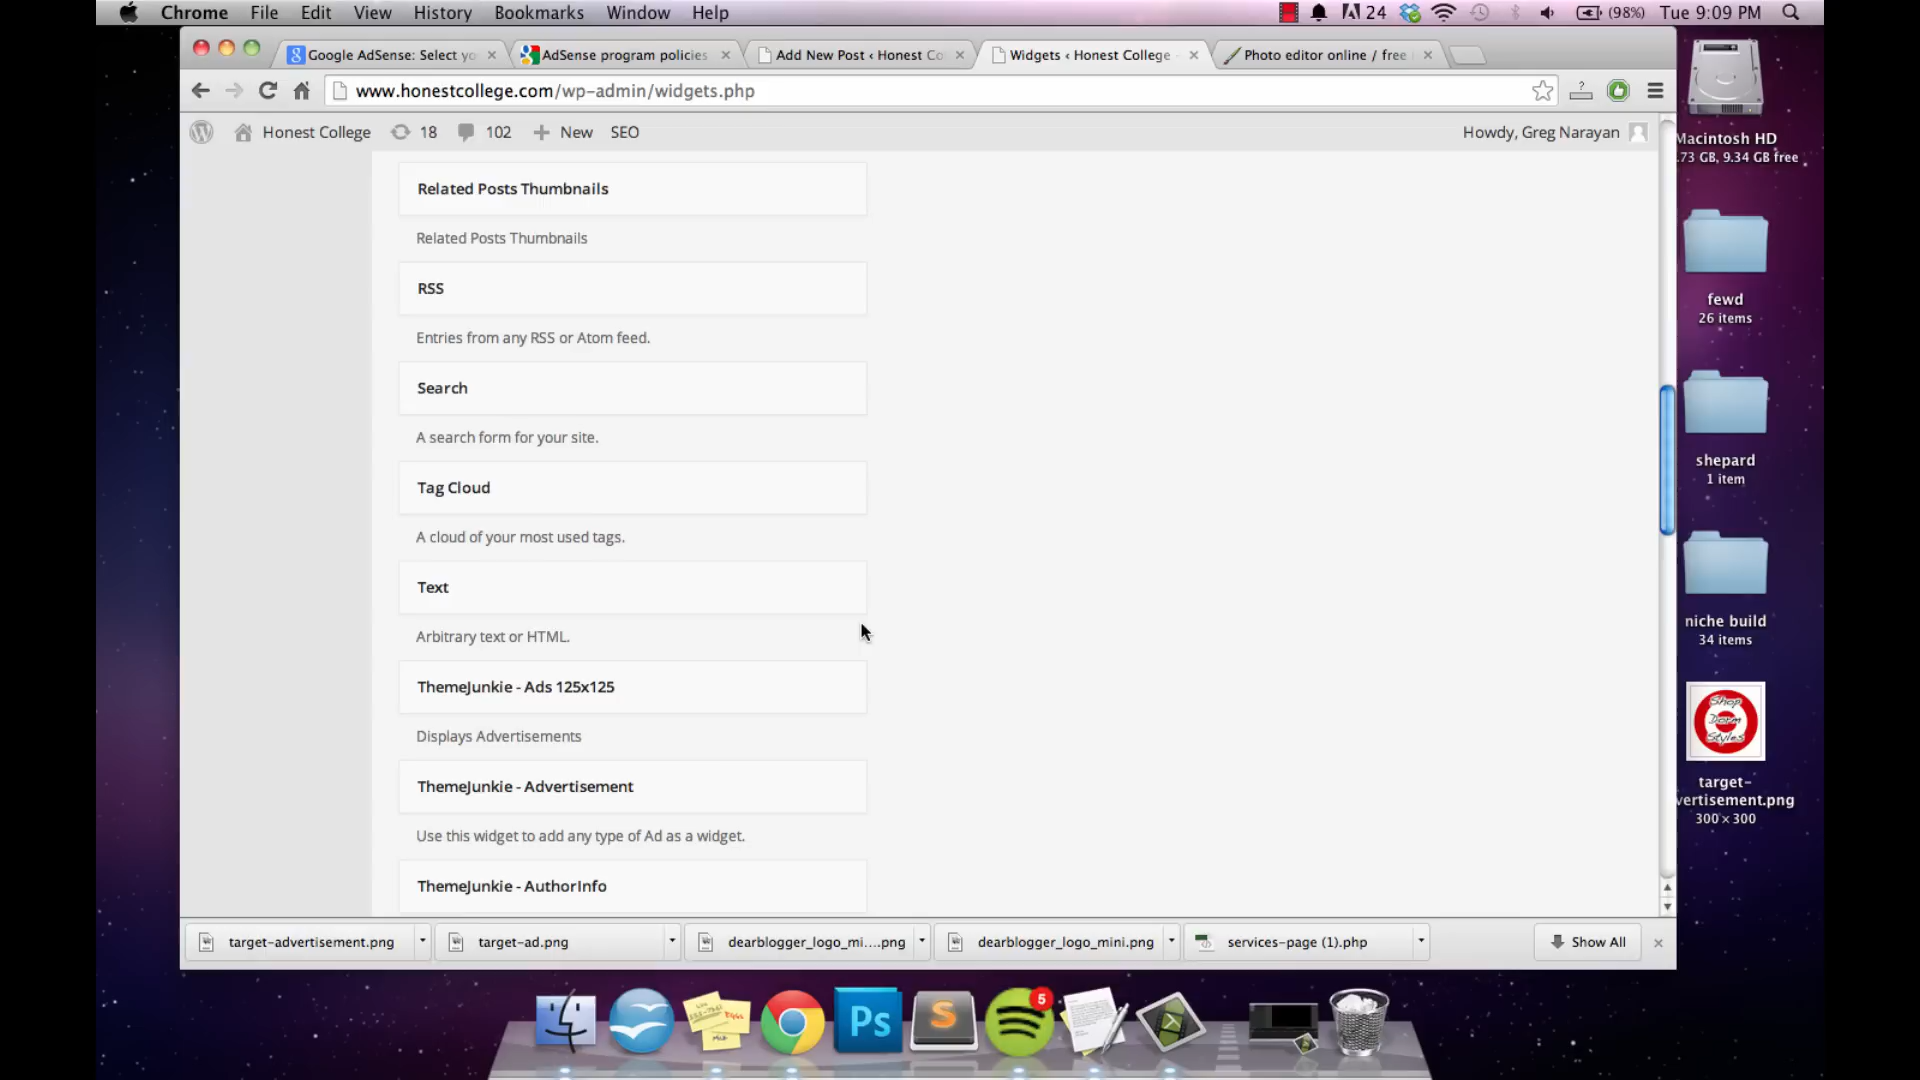 Chrome File Edit View History Bookmarks Window Help 24 (98%) Tue 9:09 PM
Google AdSense: Select yo AdSense program policies Add New Post ‹ Honest Co Widgets ‹ Honest College Photo editor online / free
www.honestcollege.com/wp-admin/widgets.php
Honest College 18 102 New SEO Howdy, Greg Narayan
Related Posts Thumbnails
Related Posts Thumbnails
RSS
Entries from any RSS or Atom feed.
Search
A search form for your site.
Tag Cloud
A cloud of your most used tags.
Text
Arbitrary text or HTML.
ThemeJunkie - Ads 125x125
Displays Advertisements
ThemeJunkie - Advertisement
Use this widget to add any type of Ad as a widget.
ThemeJunkie - AuthorInfo
Macintosh HD
.73 GB, 9.34 GB free
fewd
26 items
shepard
1 item
niche build
34 items
Shop
Dorm
Styles
target-
vertisement.png
300 × 300
target-advertisement.png target-ad.png dearblogger_logo_mi....png dearblogger_logo_mini.png services-page (1).php Show All
Ps S 5